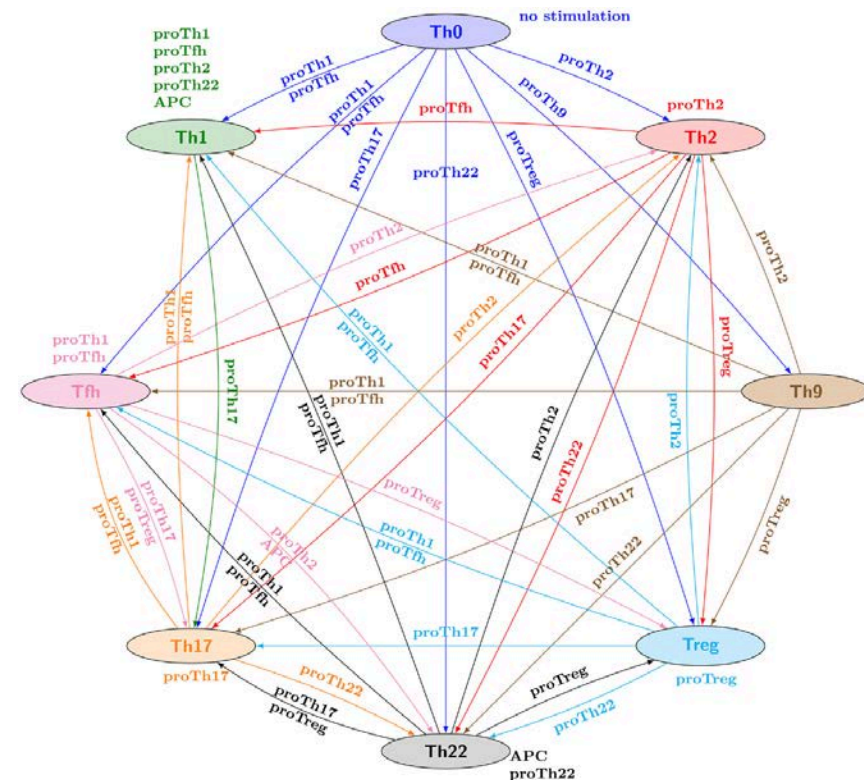 no stimulation
Th0
proTh1
proTfh
proTh2
proTh22
APC
proTh1
proTfh
proTh1
proTfh
proTh2
proTh9
proTh2
proTfh
Th1
Th2
proTh17
proTh22
proTreg
proTh2
proTh1
proTfh
proTh2
proTfh
proTh2
proTh1
proTfh
proTh1
proTfh
proTh17
proTh1
proTfh
Tfh
proTh17
proTh1
proTfh
proTreg
Th9
proTh1
proTfh
proTh2
proTh2
proTh22
proTreg
proTh17
proTreg
proTh1
proTfh
proTh2
APC
proTh1
proTfh
proTh1
proTfh
proTh17
proTh22
proTreg
Th17
proTh17
proTh17
Treg
proTreg
proTh22
proTreg
proTh17
proTreg
proTh22
Th22
APC
proTh22